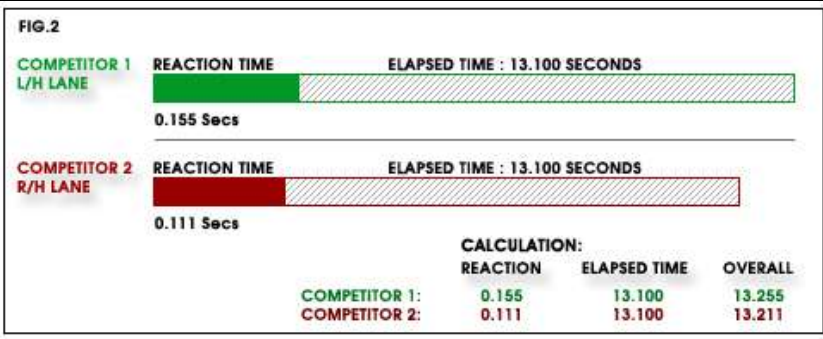 FIG.2
COMPETITOR 1 REACTION TIME ELAPSED TIME : 13.100 SECONDS
L/H LANE
0.155 Secs
COMPETITOR 2 REACTION TIME ELAPSED TIME : 13.100 SECONDS
R/H LANE
0.111 Secs
CALCULATION:
REACTION ELAPSED TIME OVERALL
COMPETITOR 1: 0.155 13.100 13.255
COMPETITOR 2: 0.111 13.100 13.211